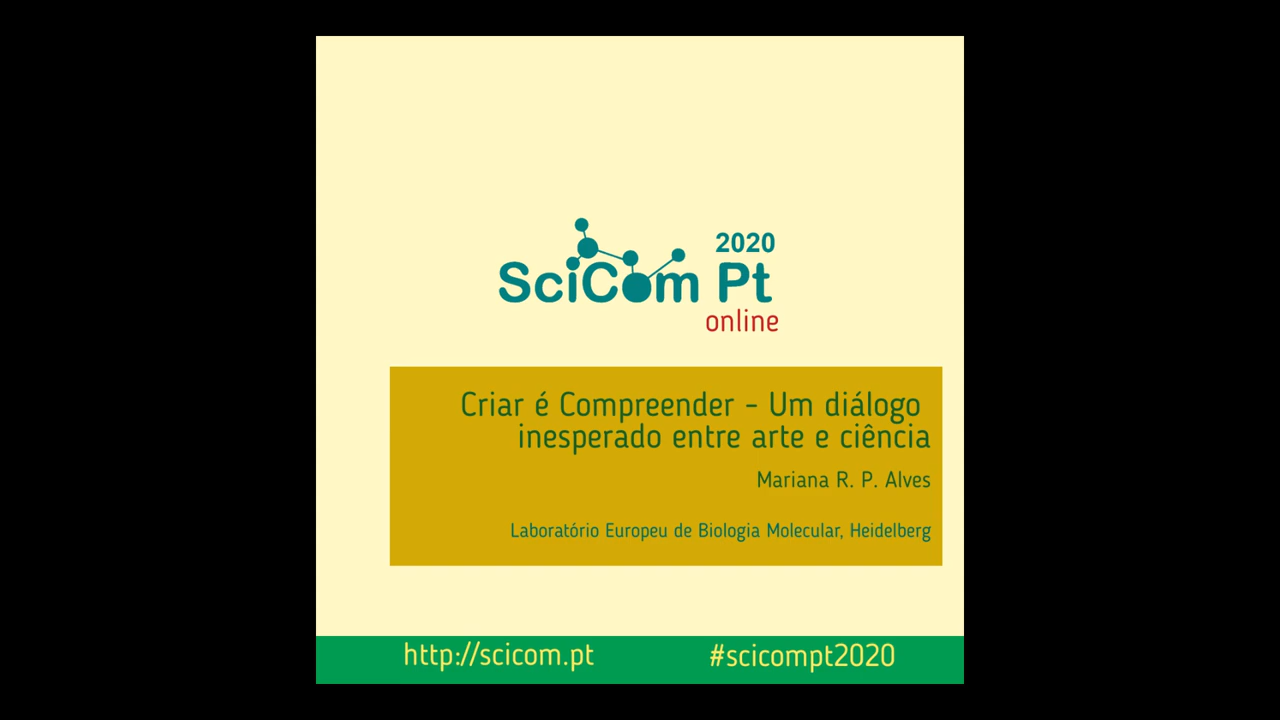 2020
SciCom Pt
online
Criar é Compreender - Um diálogo
inesperado entre arte e ciência
Mariana R. P. Alves
Laboratório Europeu de Biologia Molecular, Heidelberg
http://scicom.pt #scicompt2020